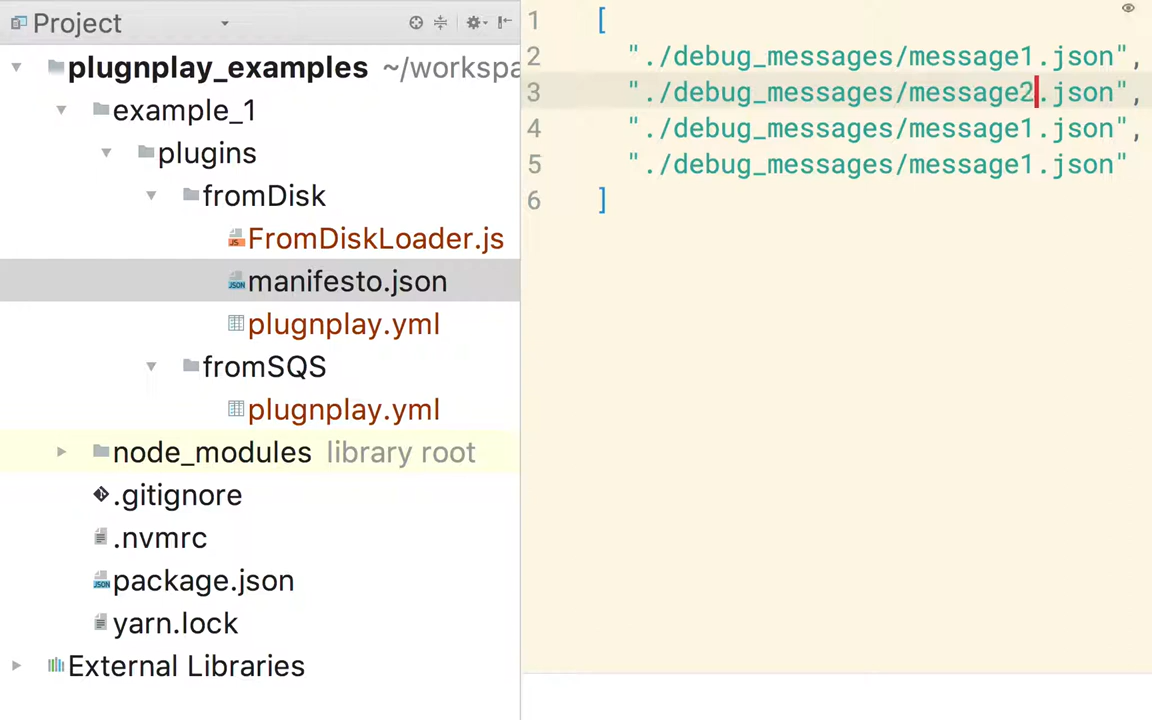 Project
plugnplay_examples ~/workspa
example_1
plugins
fromDisk
FromDiskLoader.js
manifesto.json
plugnplay.yml
fromSQS
plugnplay.yml
node_modules library root
.gitignore
.nvmrc
package.json
yarn.lock
External Libraries
1 [
2 "./debug_messages/message1.json",
3 "./debug_messages/message2.json",
4 "./debug_messages/message1.json",
5 "./debug_messages/message1.json"
6 ]